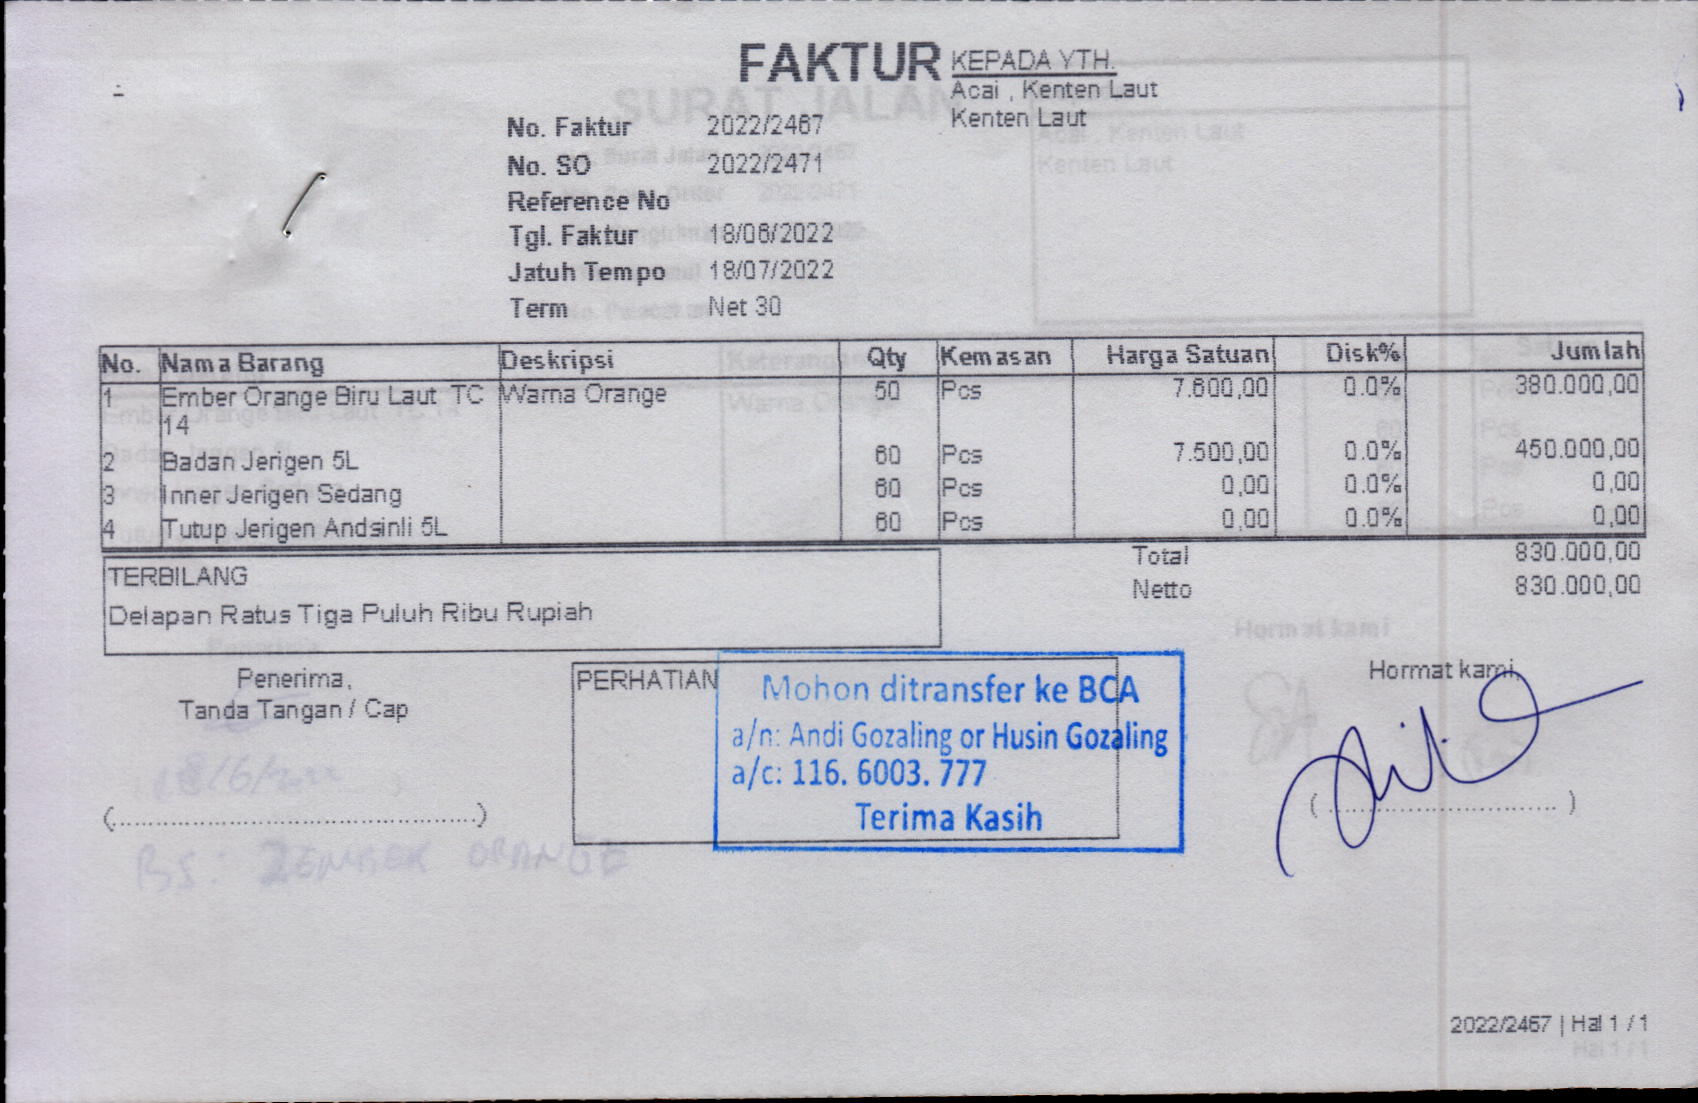 FAKTUR
KEPADA YTH.
Acai , Kenten Laut
Kenten Laut
No. Faktur 2022/2467
No. SO 2022/2471
Reference No
Tgl. Faktur 18/06/2022
Jatuh Tempo 18/07/2022
Term Net 30
No. Nama Barang Deskripsi Qty Kemasan Harga Satuan Disk% Jumlah
1 Ember Orange Biru Laut TC Warna Orange 50 Pcs 7.600,00 0.0% 380.000,00
14
2 Badan Jerigen 5L 60 Pcs 7.500,00 0.0% 450.000,00
3 Inner Jerigen Sedang 60 Pcs 0,00 0.0% 0,00
4 Tutup Jerigen Andsinli 5L 60 Pcs 0,00 0.0% 0,00
Total 830.000,00
Netto 830.000,00
TERBILANG
Delapan Ratus Tiga Puluh Ribu Rupiah
Penerima,
Tanda Tangan / Cap
(................................................)
PERHATIAN
Mohon ditransfer ke BCA
a/n: Andi Gozaling or Husin Gozaling
a/c: 116. 6003. 777
Terima Kasih
Hormat kami,
( .............................. )
2022/2467 | Hal 1 / 1